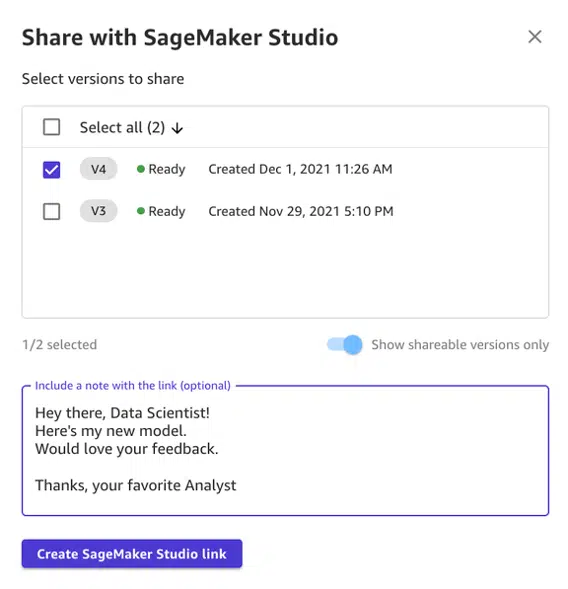 Share with SageMaker Studio
Select versions to share
Select all (2)
V4 Ready Created Dec 1, 2021 11:26 AM
V3 Ready Created Nov 29, 2021 5:10 PM
1/2 selected Show shareable versions only
Include a note with the link (optional)
Hey there, Data Scientist!
Here's my new model.
Would love your feedback.
Thanks, your favorite Analyst
Create SageMaker Studio link